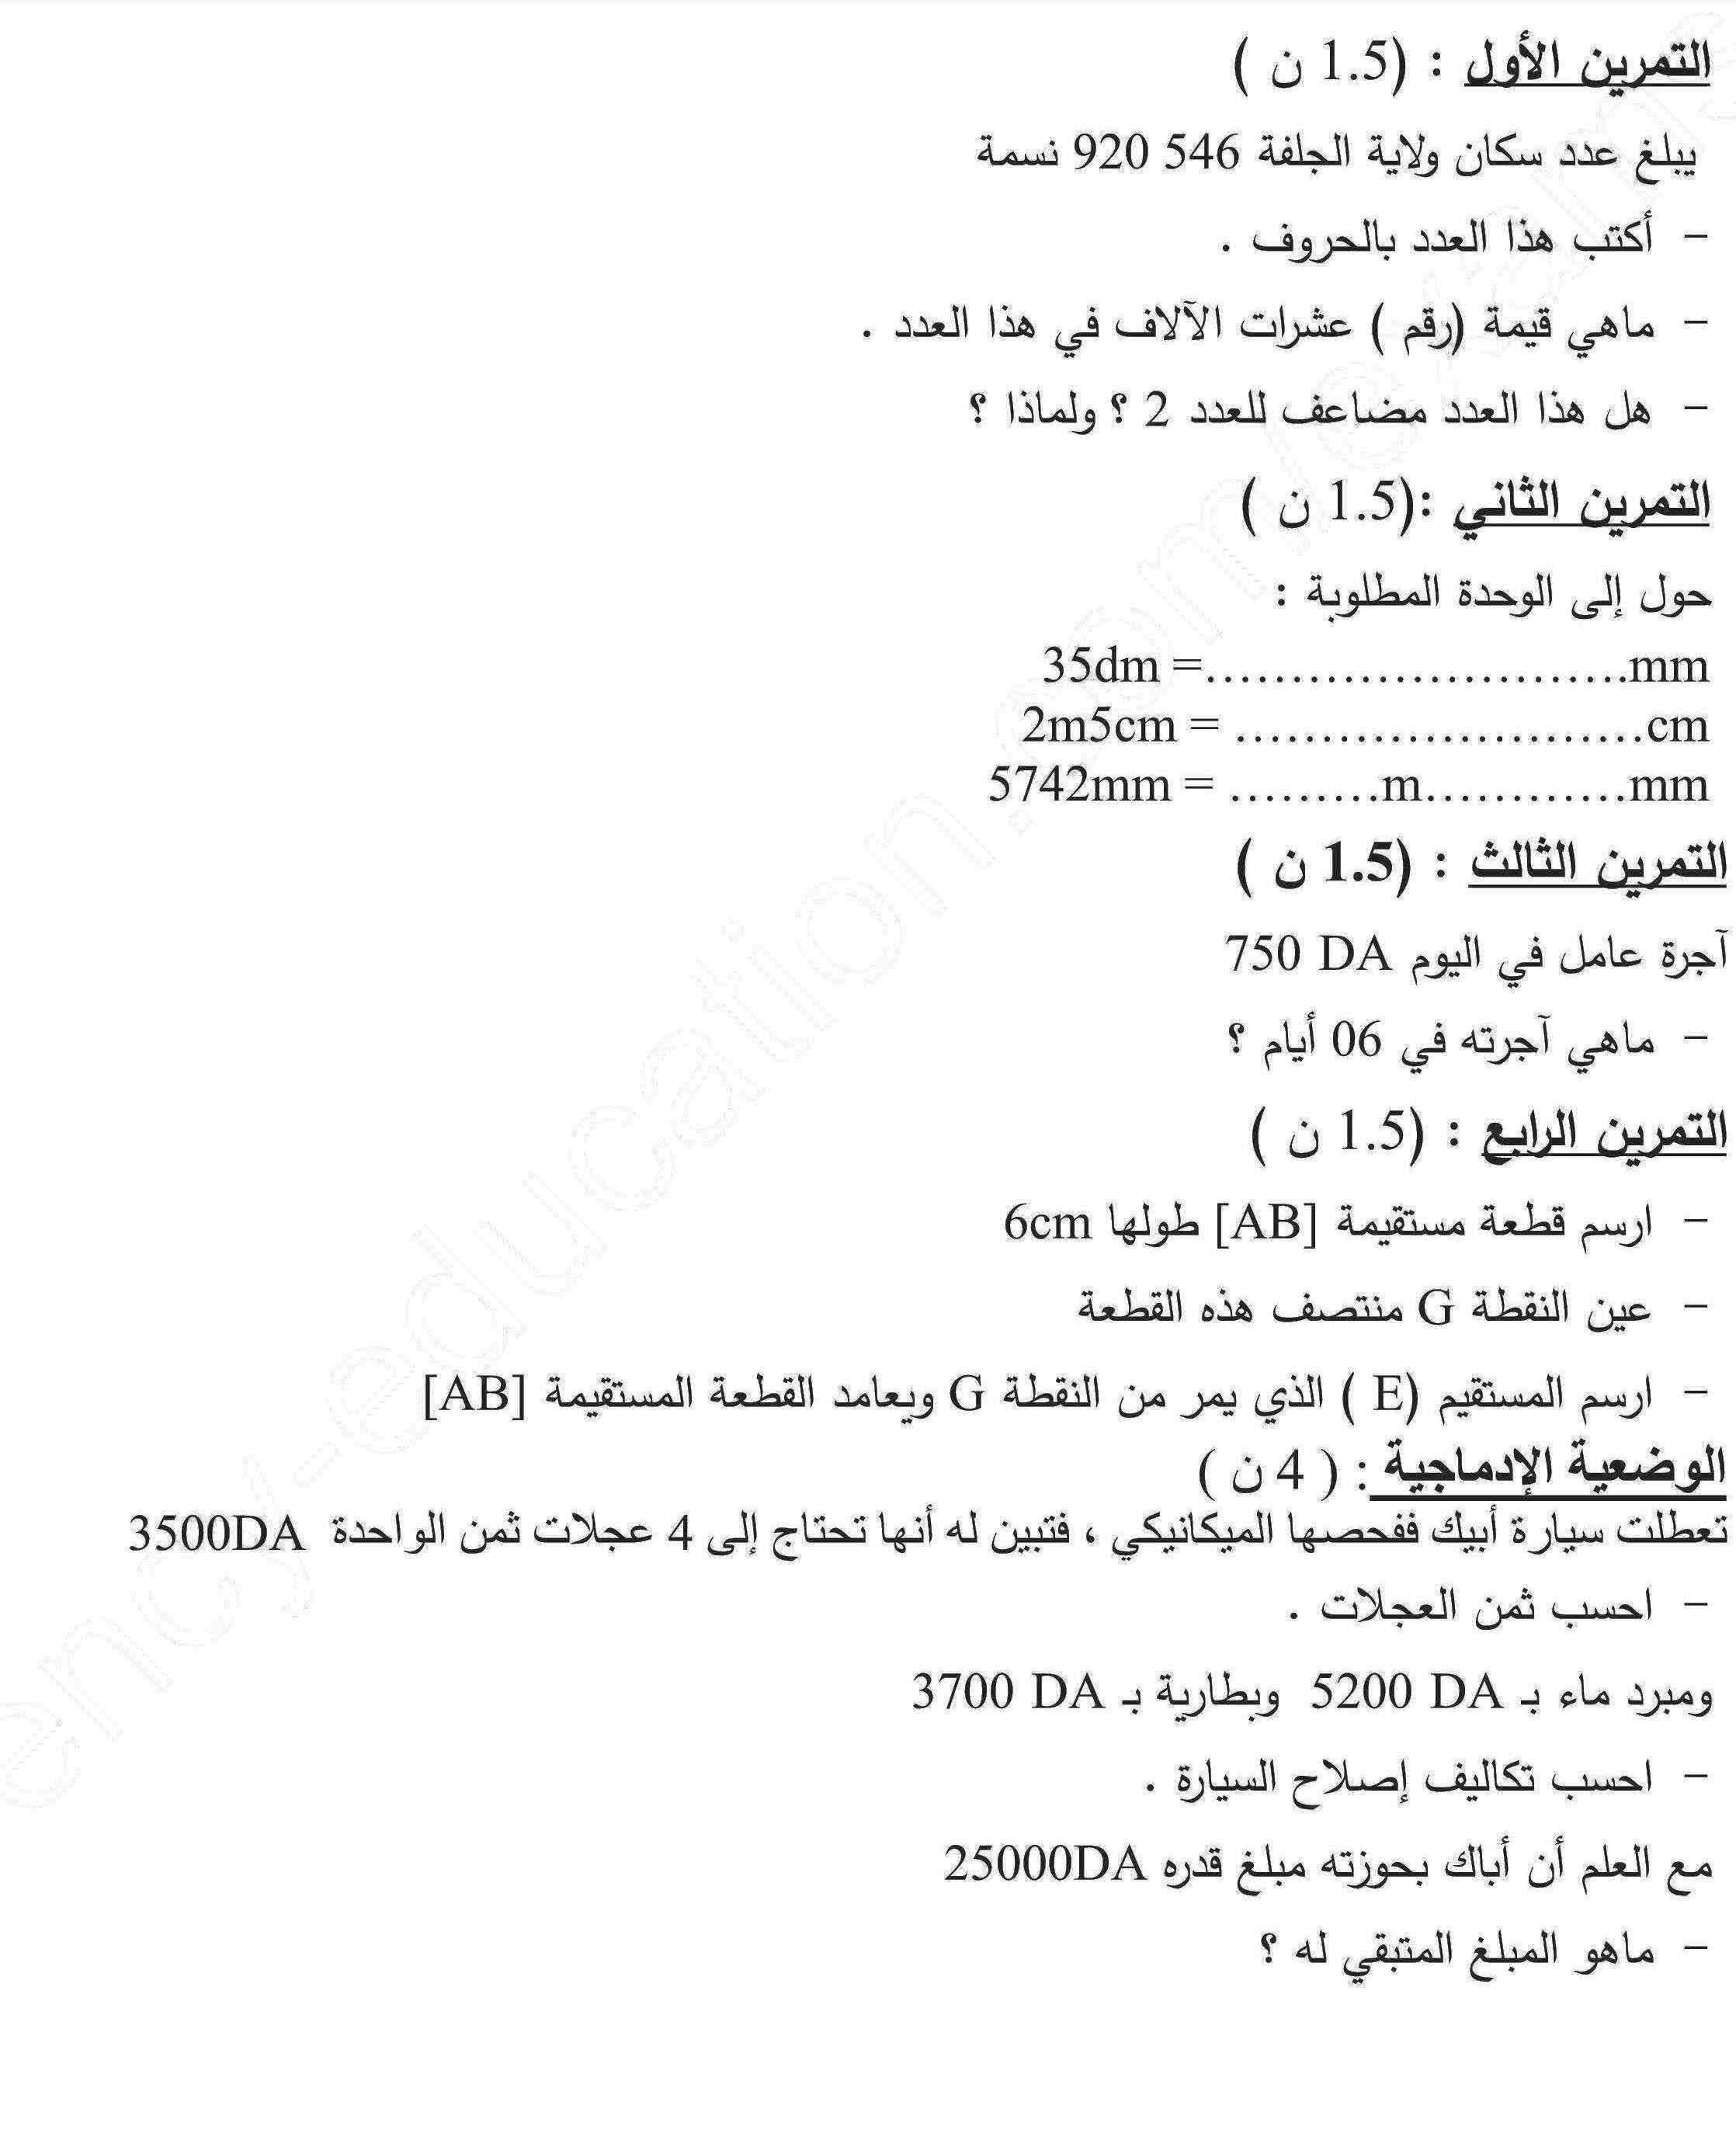 التمرين الأول : (1.5 ن )
يبلغ عدد سكان ولاية الجلفة 546 920 نسمة
- أكتب هذا العدد بالحروف .
- ماهي قيمة (رقم ) عشرات الآلاف في هذا العدد .
- هل هذا العدد مضاعف للعدد 2 ؟ ولماذا ؟
التمرين الثاني :(1.5 ن )
حول إلى الوحدة المطلوبة :
35dm =.........................mm
2m5cm = ........................cm
5742mm = .........m............mm
التمرين الثالث : (1.5 ن )
آجرة عامل في اليوم 750 DA
- ماهي آجرته في 06 أيام ؟
التمرين الرابع : (1.5 ن )
- ارسم قطعة مستقيمة [AB] طولها 6cm
- عين النقطة G منتصف هذه القطعة
- ارسم المستقيم (E ) الذي يمر من النقطة G ويعامد القطعة المستقيمة [AB]
الوضعية الإدماجية : ( 4 ن )
تعطلت سيارة أبيك ففحصها الميكانيكي ، فتبين له أنها تحتاج إلى 4 عجلات ثمن الواحدة 3500DA
- احسب ثمن العجلات .
ومبرد ماء بـ 5200 DA وبطارية بـ 3700 DA
- احسب تكاليف إصلاح السيارة .
مع العلم أن أباك بحوزته مبلغ قدره 25000DA
- ماهو المبلغ المتبقي له ؟
ency-education.com/exams